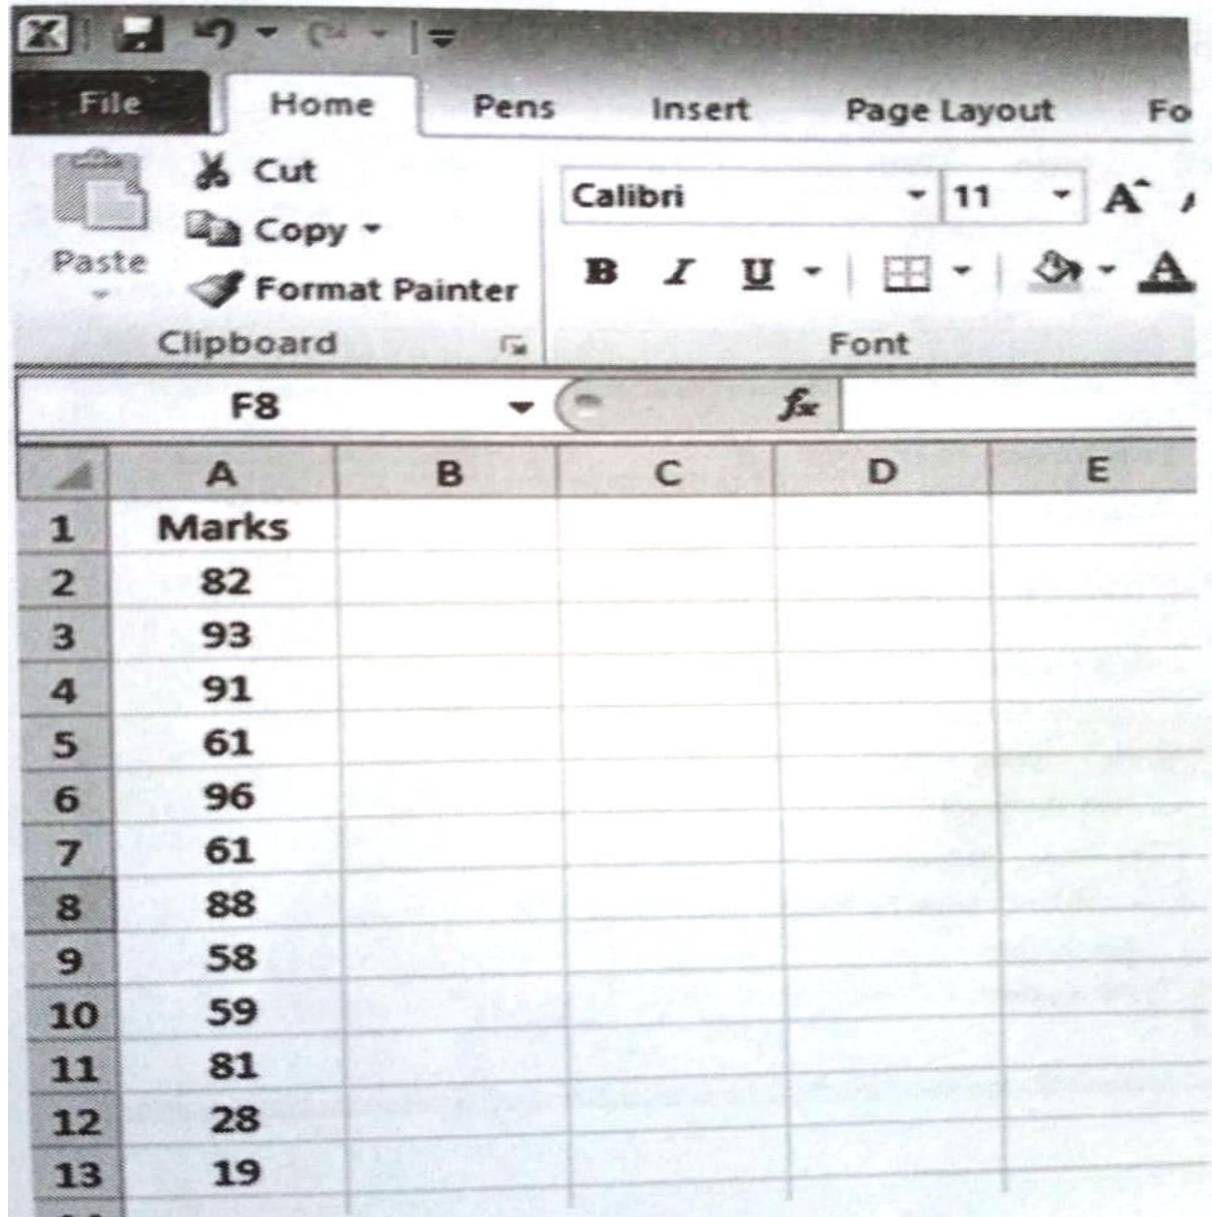 File Home Pens Insert Page Layout Fo
Cut
Calibri 11 A
Copy
Paste
B I U A
Format Painter
Clipboard Font
F8 fx
A B C D E
1 Marks
2 82
3 93
4 91
5 61
6 96
7 61
8 88
9 58
10 59
11 81
12 28
13 19